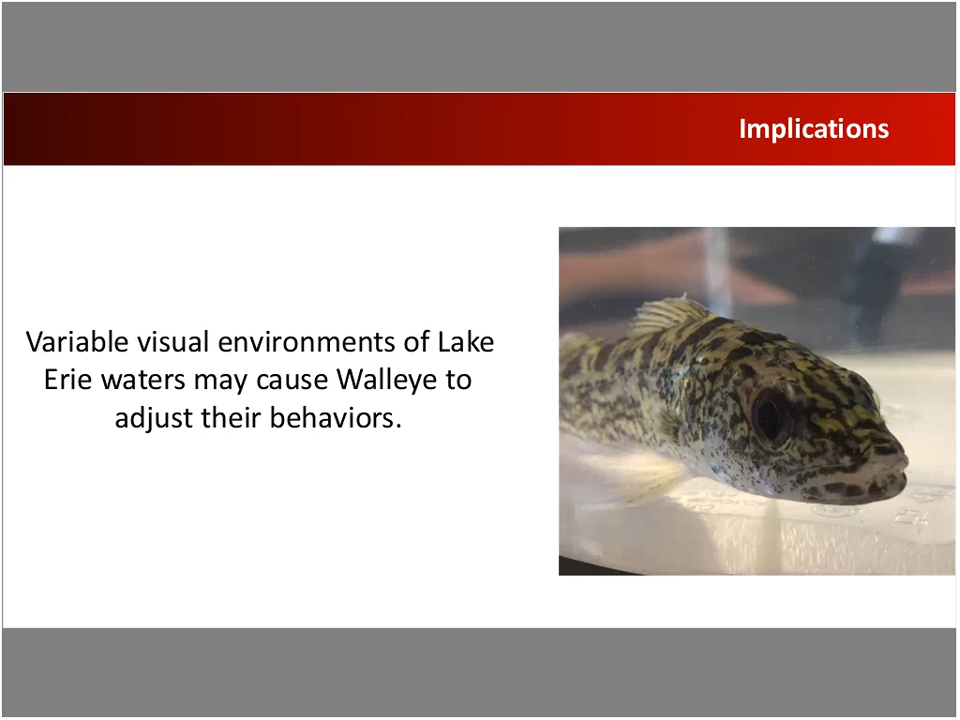 Implications
Variable visual environments of Lake
Erie waters may cause Walleye to
adjust their behaviors.